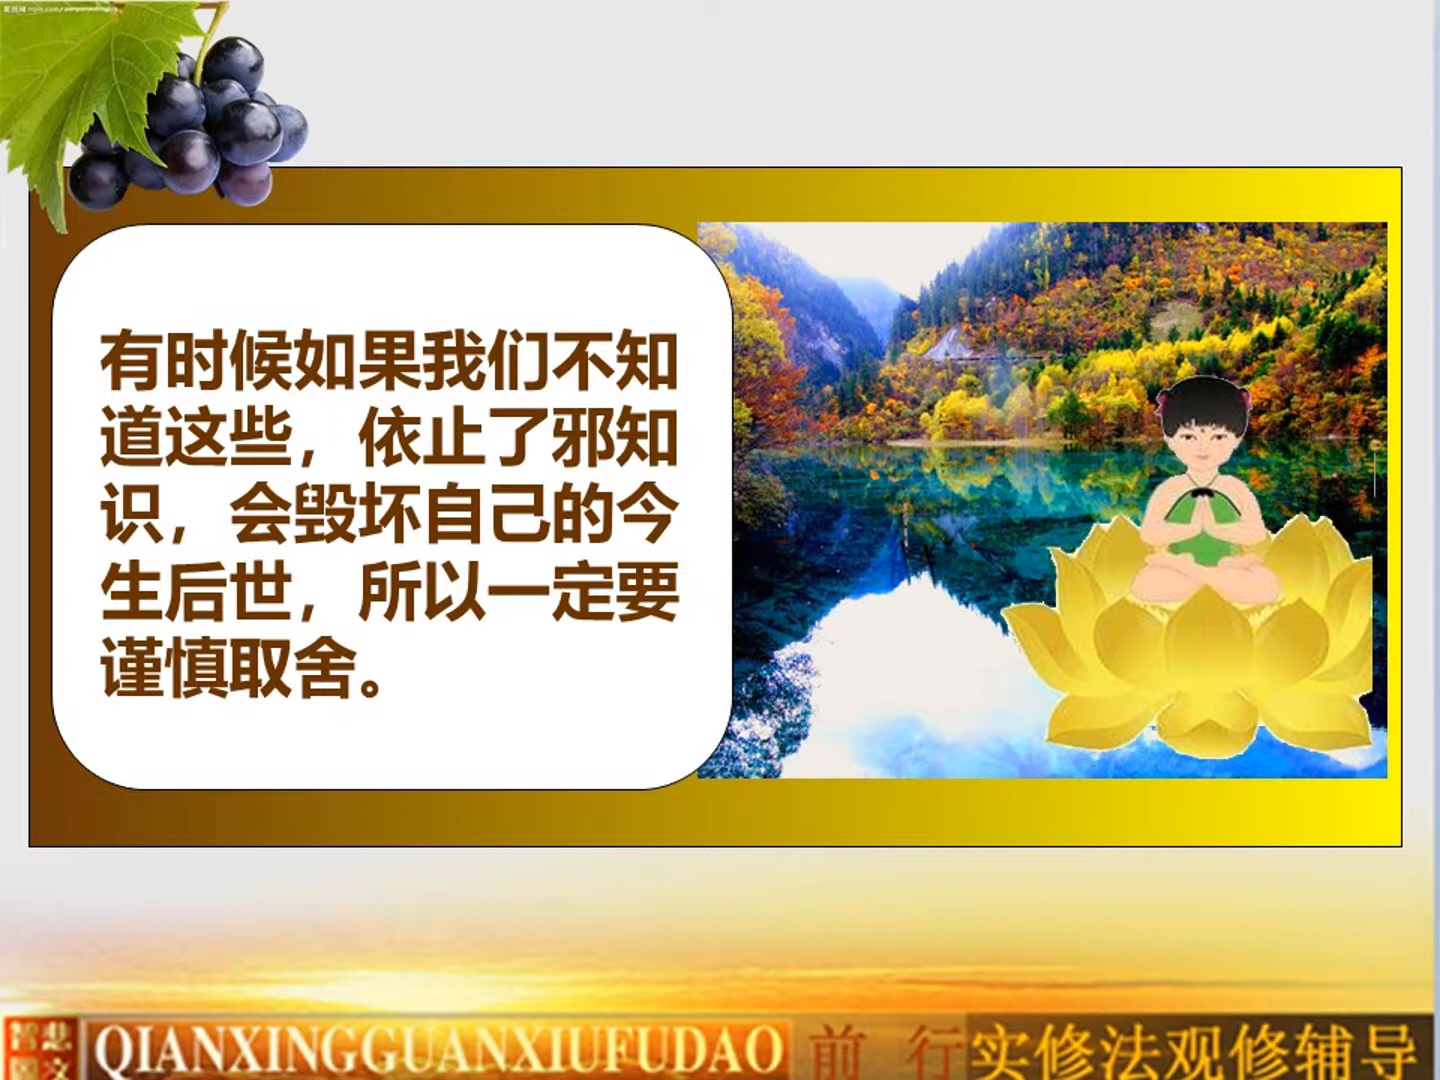 有时候如果我们不知
道这些，依止了邪知
识，会毁坏自己的今
生后世，所以一定要
谨慎取舍。
智悲
QIANXINGGUANXIUFUDAO 前 行 实修法观修辅导